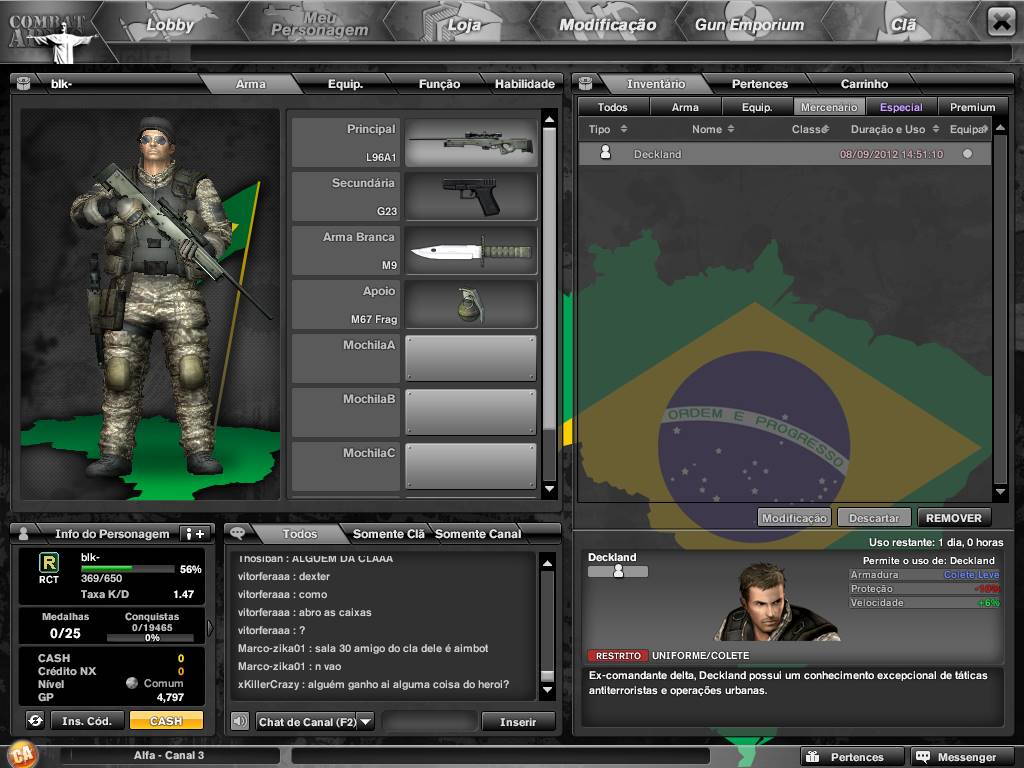 COMBAT ARMS
Lobby
Meu Personagem
Loja
Modificação
Gun Emporium
Clã
blk-
Arma
Equip.
Função
Habilidade
Principal
L96A1
Secundária
G23
Arma Branca
M9
Apoio
M67 Frag
MochilaA
MochilaB
MochilaC
Inventário
Pertences
Carrinho
Todos
Arma
Equip.
Mercenário
Especial
Premium
Tipo
Nome
Classe
Duração e Uso
Equipa
Deckland
08/09/2012 14:51:10
ORDEM E PROGRESSO
Modificação
Descartar
REMOVER
Info do Personagem
i +
R
RCT
blk-
56%
369/650
Taxa K/D
1.47
Medalhas
0/25
Conquistas
0/19465
0%
CASH
0
Crédito NX
0
Nível
Comum
GP
4,797
Ins. Cód.
CASH
Todos
Somente Clã
Somente Canal
Thosiban : ALGUEM DA CLAAA
vitorferaaa : dexter
vitorferaaa : como
vitorferaaa : abro as caixas
vitorferaaa : ?
Marco-zika01 : sala 30 amigo do cla dele é aimbot
Marco-zika01 : n vao
xKillerCrazy : alguém ganho ai alguma coisa do heroi?
Chat de Canal (F2)
Inserir
Uso restante: 1 dia, 0 horas
Deckland
Permite o uso de: Deckland
Armadura
Colete Leve
Proteção
-10%
Velocidade
+6%
RESTRITO
UNIFORME/COLETE
Ex-comandante delta, Deckland possui um conhecimento excepcional de táticas
antiterroristas e operações urbanas.
CA
Alfa - Canal 3
Pertences
Messenger